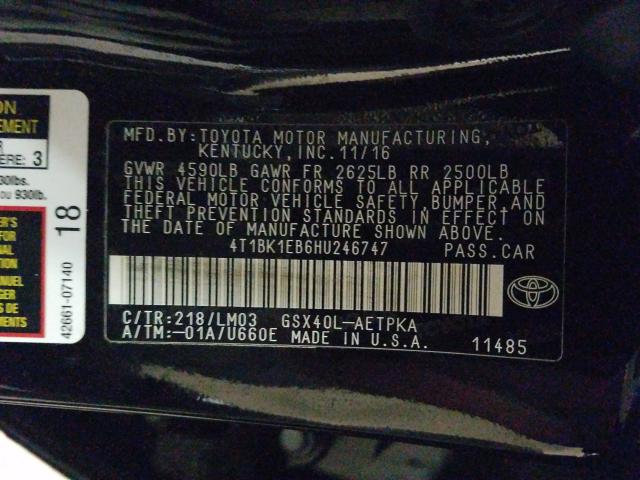 ON
EMENT
R
ERE: 3
930lbs.
ou 930lb.
18
42661-07140
MFD.BY:TOYOTA MOTOR MANUFACTURING,
KENTUCKY,INC.11/16
GVWR 4590LB GAWR FR 2625LB RR 2500LB
THIS VEHICLE CONFORMS TO ALL APPLICABLE
FEDERAL MOTOR VEHICLE SAFETY,BUMPER,AND
THEFT PREVENTION STANDARDS IN EFFECT ON
THE DATE OF MANUFACTURE SHOWN ABOVE.
4T1BK1EB6HU246747 PASS.CAR
C/TR:218/LM03 GSX40L-AETPKA
A/TM:-01A/U660E MADE IN U.S.A. 11485